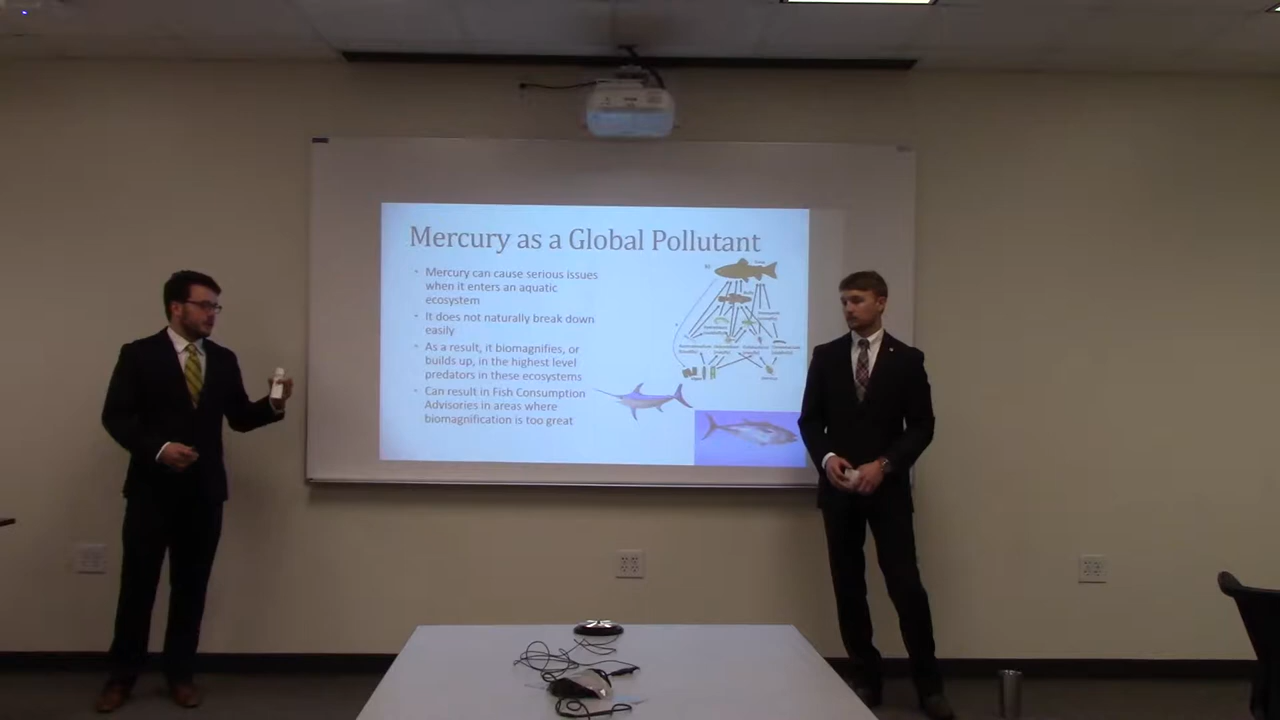 Mercury as a Global Pollutant
• Mercury can cause serious issues
when it enters an aquatic
ecosystem
• It does not naturally break down
easily
• As a result, it biomagnifies, or
builds up, in the highest level
predators in these ecosystems
• Can result in Fish Consumption
Advisories in areas where
biomagnification is too great